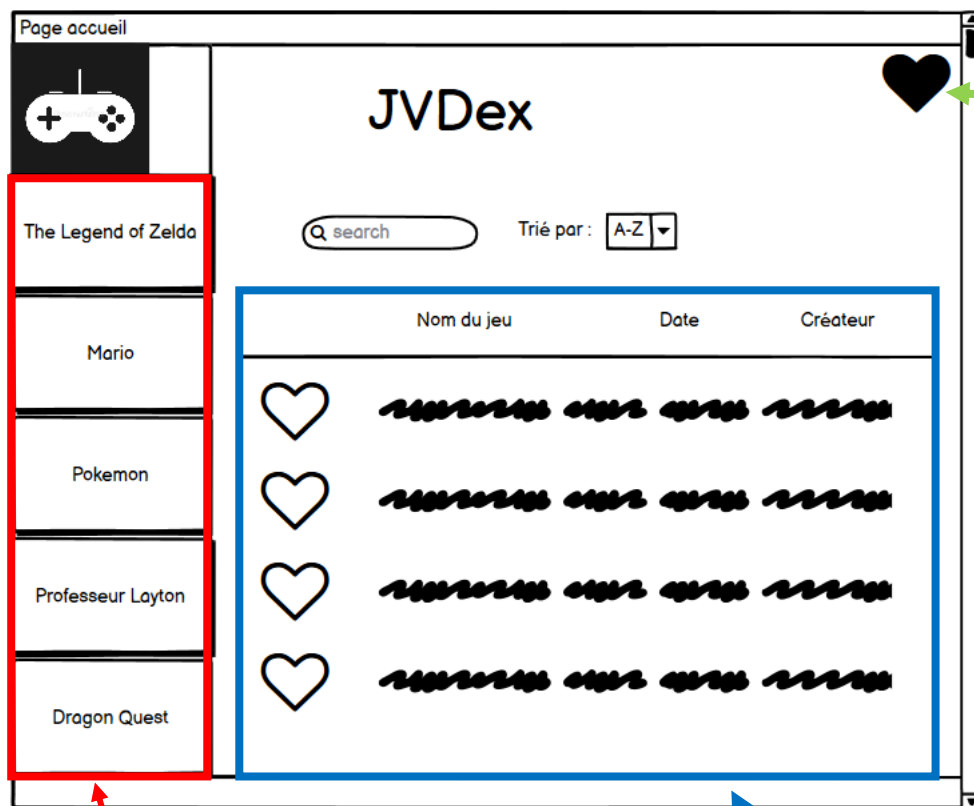 Page accueil
JVDex
The Legend of Zelda
search
Trié par :
A-Z
Nom du jeu
Date
Créateur
Mario
Pokemon
Professeur Layton
Dragon Quest